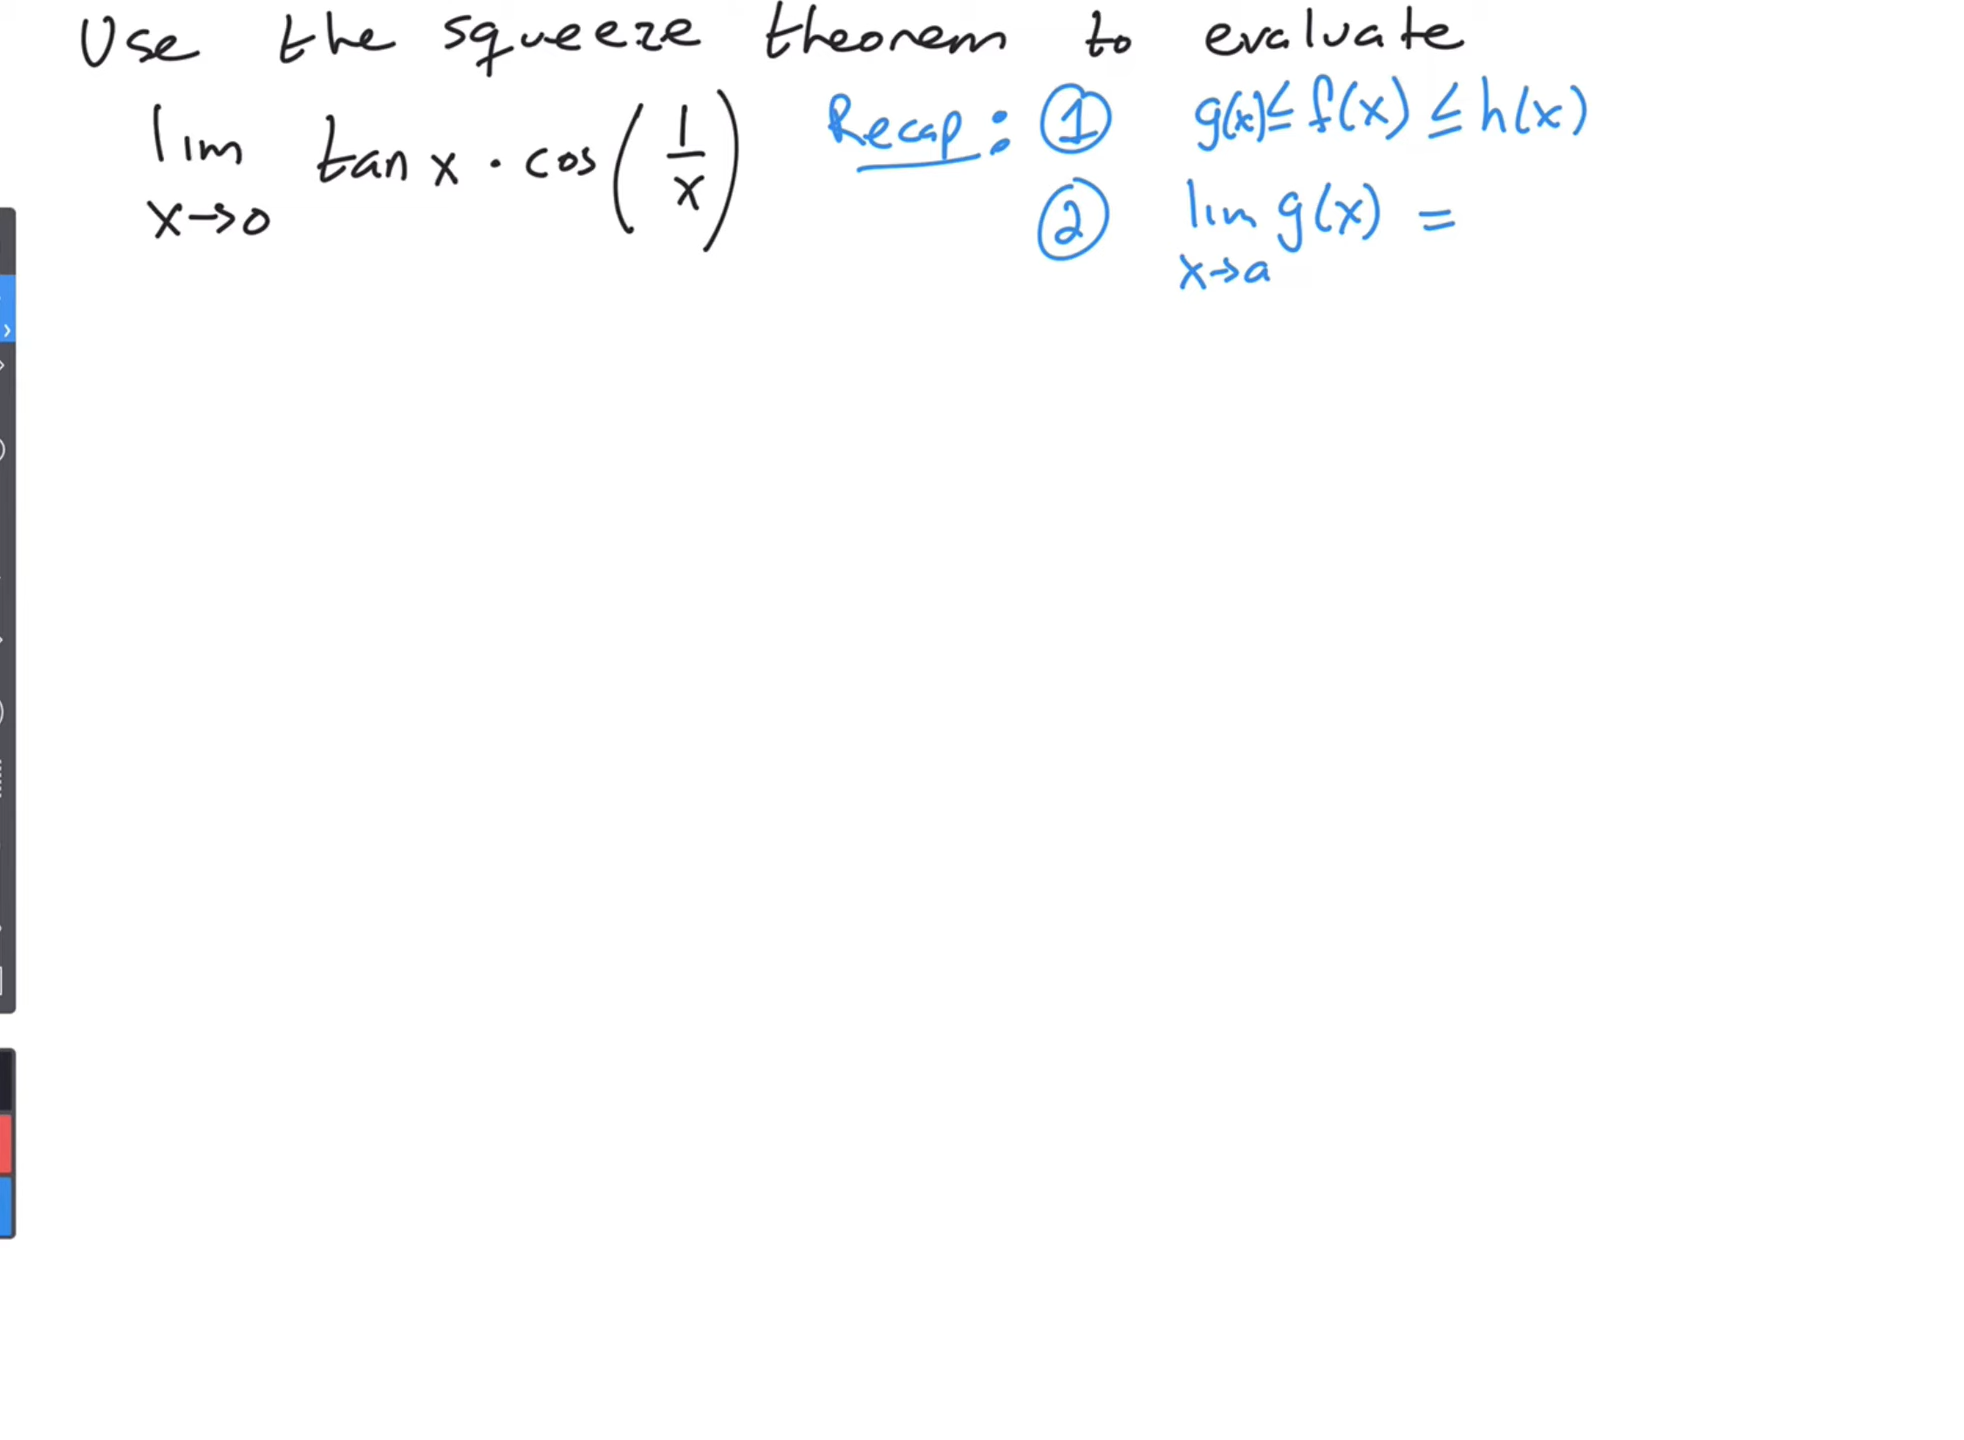 Use the squeeze theorem to evaluate
lim x→0 tan x · cos(1/x)
Recap: ① g(x) ≤ f(x) ≤ h(x)
② lim x→a g(x) =